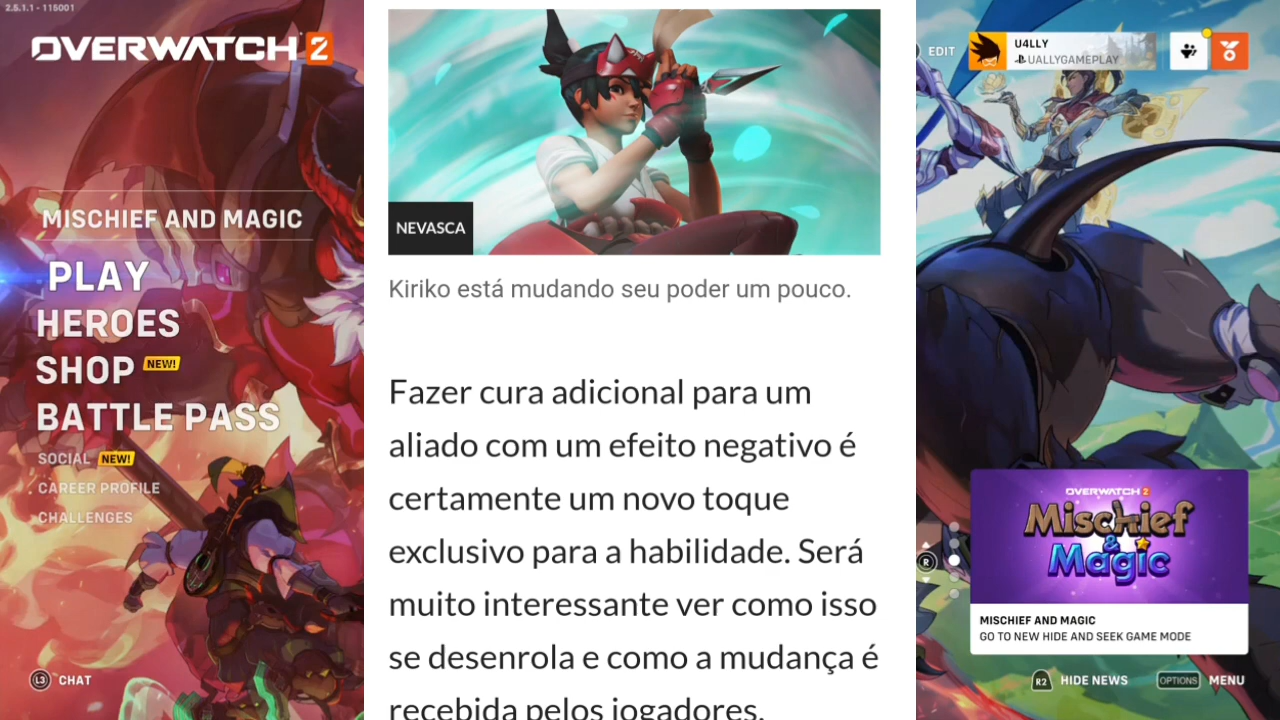 2.5.1.1 - 115001
OVERWATCH 2
MISCHIEF AND MAGIC
PLAY
HEROES
SHOP NEW!
BATTLE PASS
SOCIAL NEW!
CAREER PROFILE
CHALLENGES
L3 CHAT
NEVASCA
Kiriko está mudando seu poder um pouco.
Fazer cura adicional para um
aliado com um efeito negativo é
certamente um novo toque
exclusivo para a habilidade. Será
muito interessante ver como isso
se desenrola e como a mudança é
recebida pelos jogadores.
EDIT
U4LLY
UALLYGAMEPLAY
R
OVERWATCH 2
Mischief
&
Magic
MISCHIEF AND MAGIC
GO TO NEW HIDE AND SEEK GAME MODE
R2 HIDE NEWS OPTIONS MENU